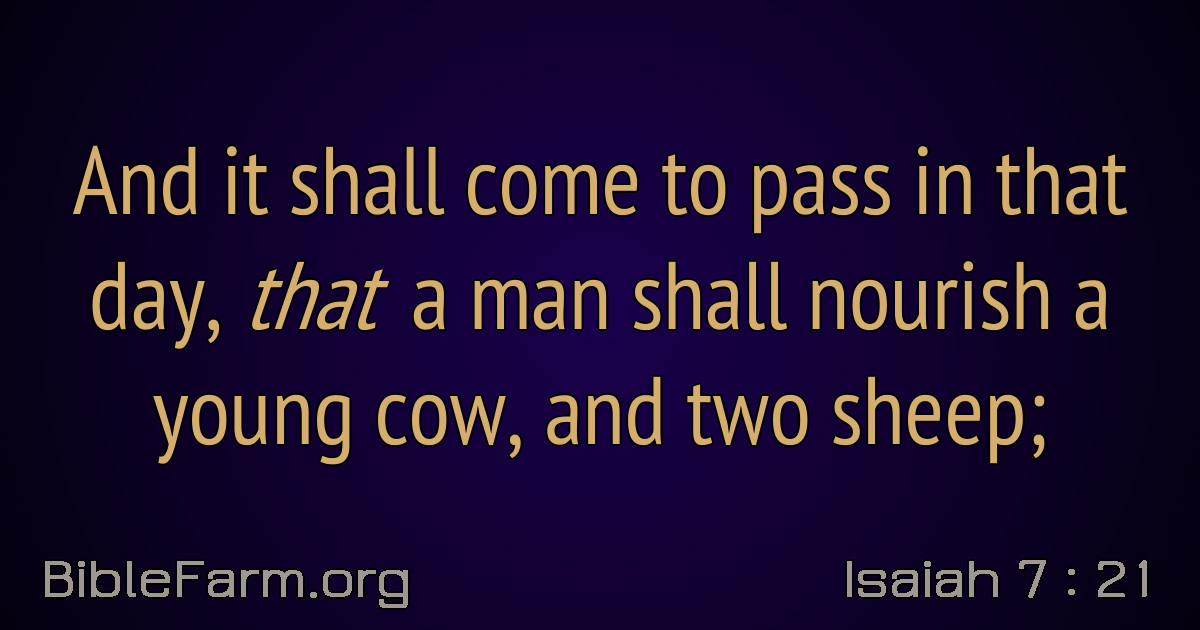 And it shall come to pass in that
day, that a man shall nourish a
young cow, and two sheep;
BibleFarm.org
Isaiah 7 : 21